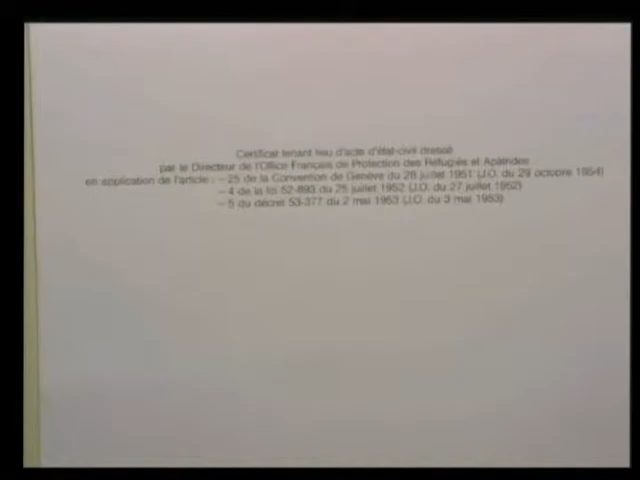 Certificat tenant lieu d'acte d'état-civil dressé
par le Directeur de l'Office Français de Protection des Réfugiés et Apatrides
en application de l'article : – 25 de la Convention de Genève du 28 juillet 1951 (J.O. du 29 octobre 1954)
– 4 de la loi 52-893 du 25 juillet 1952 (J.O. du 27 juillet 1952)
– 5 du décret 53-377 du 2 mai 1953 (J.O. du 3 mai 1953)